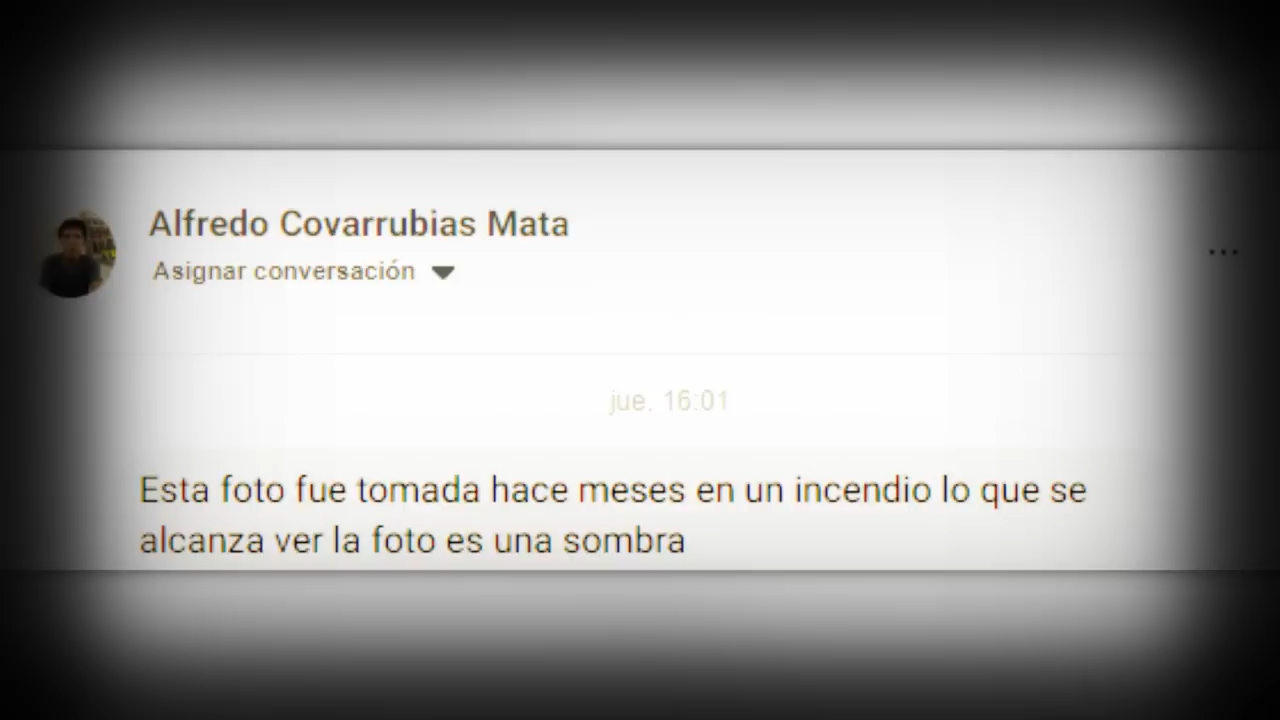 Alfredo Covarrubias Mata
Asignar conversación
jue. 16:01
Esta foto fue tomada hace meses en un incendio lo que se
alcanza ver la foto es una sombra